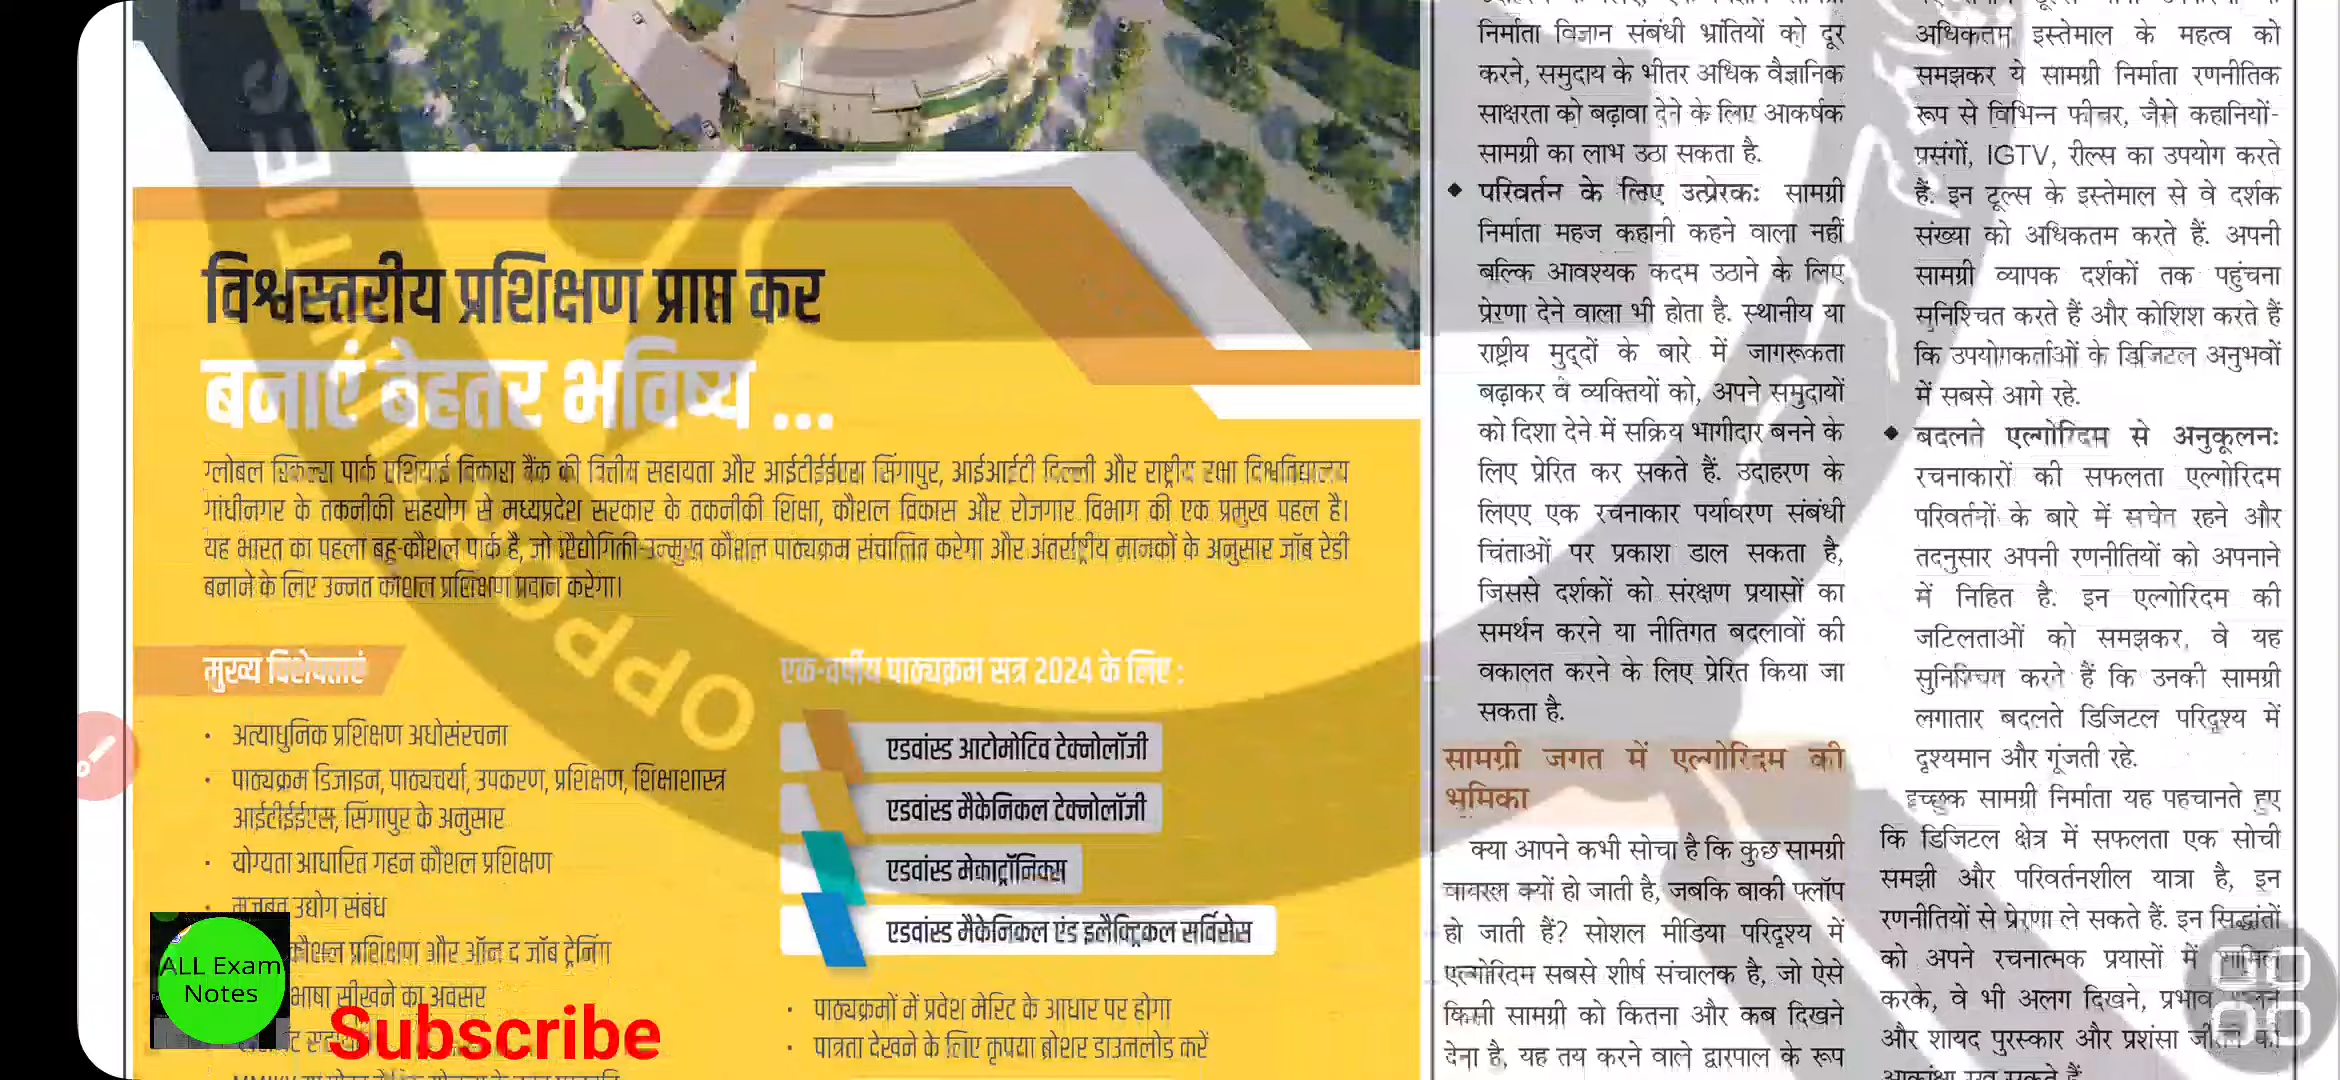 विश्वस्तरीय प्रशिक्षण प्राप्त कर
बनाएं बेहतर भविष्य ...
ग्लोबल स्किल्स पार्क एशियाई विकास बैंक की वित्तीय सहायता और आईटीईईएस सिंगापुर, आईआईटी दिल्ली और राष्ट्रीय रक्षा विश्वविद्यालय
गांधीनगर के तकनीकी सहयोग से मध्यप्रदेश सरकार के तकनीकी शिक्षा, कौशल विकास और रोजगार विभाग की एक प्रमुख पहल है।
यह भारत का पहला बहु-कौशल पार्क है, जो प्रौद्योगिकी-उन्मुख कौशल पाठ्यक्रम संचालित करेगा और अंतर्राष्ट्रीय मानकों के अनुसार जॉब रेडी
बनाने के लिए उन्नत कौशल प्रशिक्षण प्रदान करेगा।
मुख्य विशेषताएं
• अत्याधुनिक प्रशिक्षण अधोसंरचना
• पाठ्यक्रम डिजाइन, पाठ्यचर्या, उपकरण, प्रशिक्षण, शिक्षाशास्त्र
आईटीईईएस, सिंगापुर के अनुसार
• योग्यता आधारित गहन कौशल प्रशिक्षण
• मजबूत उद्योग संबंध
कौशल प्रशिक्षण और ऑन द जॉब ट्रेनिंग
भाषा सीखने का अवसर
ALL Exam
Notes
Subscribe
एक-वर्षीय पाठ्यक्रम सत्र 2024 के लिए :
एडवांस्ड आटोमोटिव टेक्नोलॉजी
एडवांस्ड मैकेनिकल टेक्नोलॉजी
एडवांस्ड मेकाट्रॉनिक्स
एडवांस्ड मैकेनिकल एंड इलैक्ट्रिकल सर्विसेस
• पाठ्यक्रमों में प्रवेश मेरिट के आधार पर होगा
• पात्रता देखने के लिए कृपया ब्रोशर डाउनलोड करें
OPPO
निर्माता विज्ञान संबंधी भ्रांतियों को दूर
करने, समुदाय के भीतर अधिक वैज्ञानिक
साक्षरता को बढ़ावा देने के लिए आकर्षक
सामग्री का लाभ उठा सकता है.
◆ परिवर्तन के लिए उत्प्रेरक: सामग्री
निर्माता महज कहानी कहने वाला नहीं
बल्कि आवश्यक कदम उठाने के लिए
प्रेरणा देने वाला भी होता है. स्थानीय या
राष्ट्रीय मुद्दों के बारे में जागरूकता
बढ़ाकर वे व्यक्तियों को, अपने समुदायों
को दिशा देने में सक्रिय भागीदार बनने के
लिए प्रेरित कर सकते हैं. उदाहरण के
लिएए एक रचनाकार पर्यावरण संबंधी
चिंताओं पर प्रकाश डाल सकता है,
जिससे दर्शकों को संरक्षण प्रयासों का
समर्थन करने या नीतिगत बदलावों की
वकालत करने के लिए प्रेरित किया जा
सकता है.
सामग्री जगत में एल्गोरिदम की
भूमिका
क्या आपने कभी सोचा है कि कुछ सामग्री
वायरल क्यों हो जाती है, जबकि बाकी फ्लॉप
हो जाती हैं? सोशल मीडिया परिदृश्य में
एल्गोरिदम सबसे शीर्ष संचालक है, जो ऐसे
किसी सामग्री को कितना और कब दिखने
देना है, यह तय करने वाले द्वारपाल के रूप
अधिकतम इस्तेमाल के महत्व को
समझकर ये सामग्री निर्माता रणनीतिक
रूप से विभिन्न फीचर, जैसे कहानियों-
प्रसंगों, IGTV, रील्स का उपयोग करते
हैं. इन टूल्स के इस्तेमाल से वे दर्शक
संख्या को अधिकतम करते हैं. अपनी
सामग्री व्यापक दर्शकों तक पहुंचना
सुनिश्चित करते हैं और कोशिश करते हैं
कि उपयोगकर्ताओं के डिजिटल अनुभवों
में सबसे आगे रहे.
◆ बदलते एल्गोरिदम से अनुकूलन:
रचनाकारों की सफलता एल्गोरिदम
परिवर्तनों के बारे में सचेत रहने और
तदनुसार अपनी रणनीतियों को अपनाने
में निहित है. इन एल्गोरिदम की
जटिलताओं को समझकर, वे यह
सुनिश्चित करते हैं कि उनकी सामग्री
लगातार बदलते डिजिटल परिदृश्य में
दृश्यमान और गूंजती रहे.
इच्छुक सामग्री निर्माता यह पहचानते हुए
कि डिजिटल क्षेत्र में सफलता एक सोची
समझी और परिवर्तनशील यात्रा है, इन
रणनीतियों से प्रेरणा ले सकते हैं. इन सिद्धांतों
को अपने रचनात्मक प्रयासों में शामिल
करके, वे भी अलग दिखने, प्रभाव
और शायद पुरस्कार और प्रशंसा जीतने की